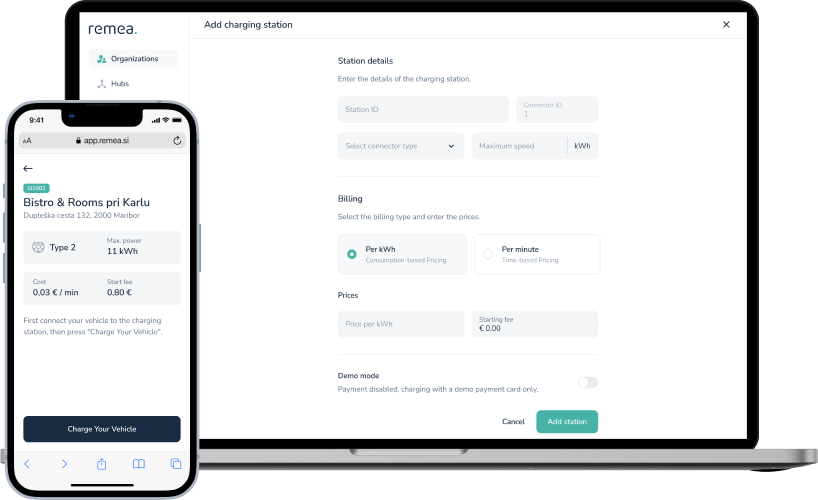 remea.
Add charging station
Organizations
Hubs
Station details
Enter the details of the charging station.
Station ID
Connector ID
1
Select connector type
Maximum speed
kWh
Billing
Select the billing type and enter the prices.
Per kWh
Consumption-based Pricing
Per minute
Time-based Pricing
Prices
Price per kWh
Starting fee
€ 0,00
Demo mode
Payment disabled, charging with a demo payment card only.
Cancel
Add station
9:41
AA
app.remea.si
SI1002
Bistro & Rooms pri Karlu
Dupleška cesta 132, 2000 Maribor
Type 2
Max. power
11 kWh
Cost
0,03 € / min
Start fee
0,80 €
First connect your vehicle to the charging
station, then press "Charge Your Vehicle".
Charge Your Vehicle